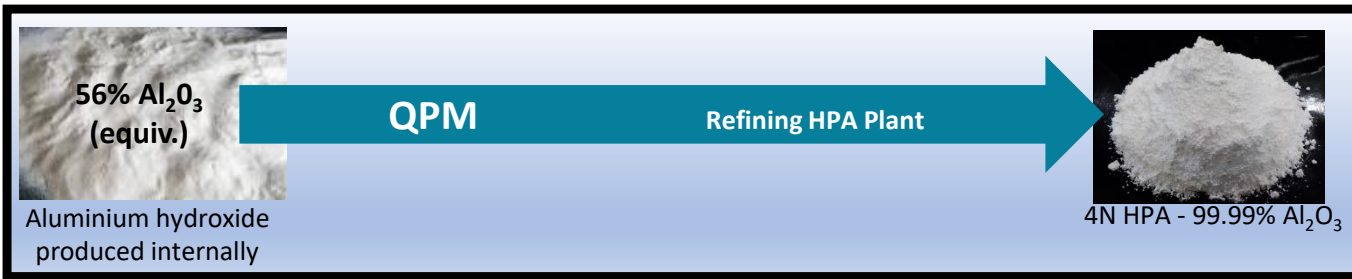 56% Al₂0₃
(equiv.)
QPM
Refining HPA Plant
Aluminium hydroxide
produced internally
4N HPA - 99.99% Al₂O₃